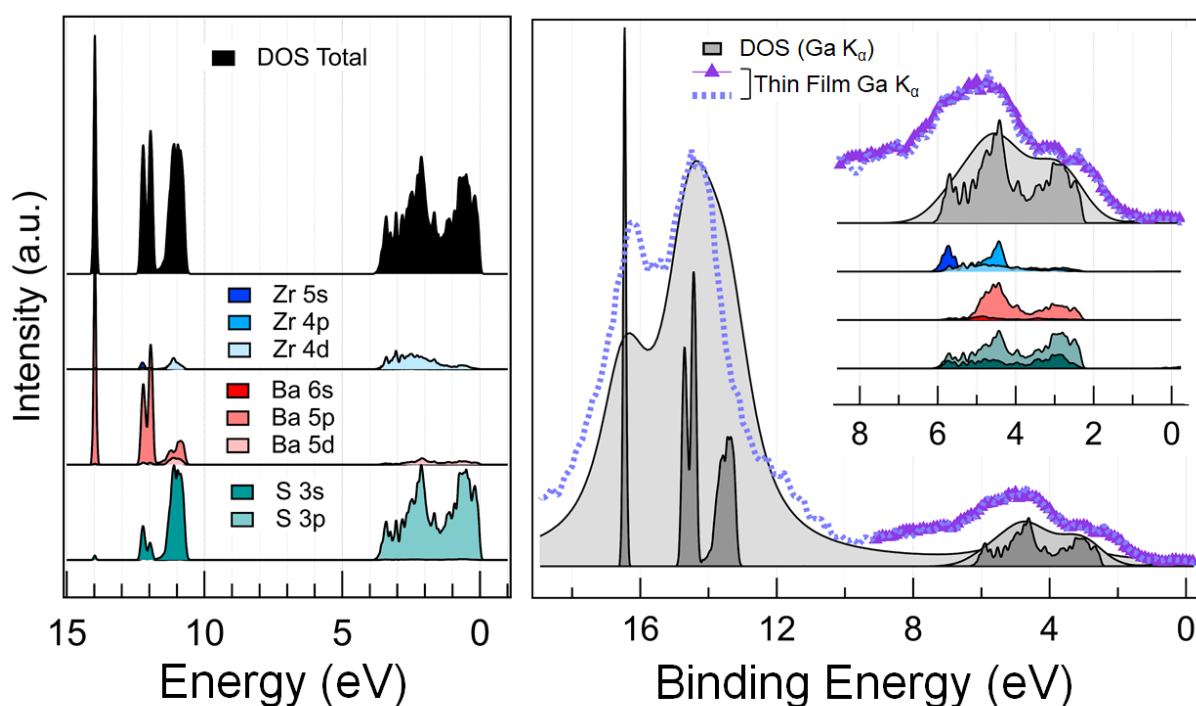 DOS Total
Zr 5s
Zr 4p
Zr 4d
Ba 6s
Ba 5p
Ba 5d
S 3s
S 3p
Intensity (a.u.)
15 10 5 0
Energy (eV)
DOS (Ga Kα)
Thin Film Ga Kα
8 6 4 2 0
16 12 8 4 0
Binding Energy (eV)